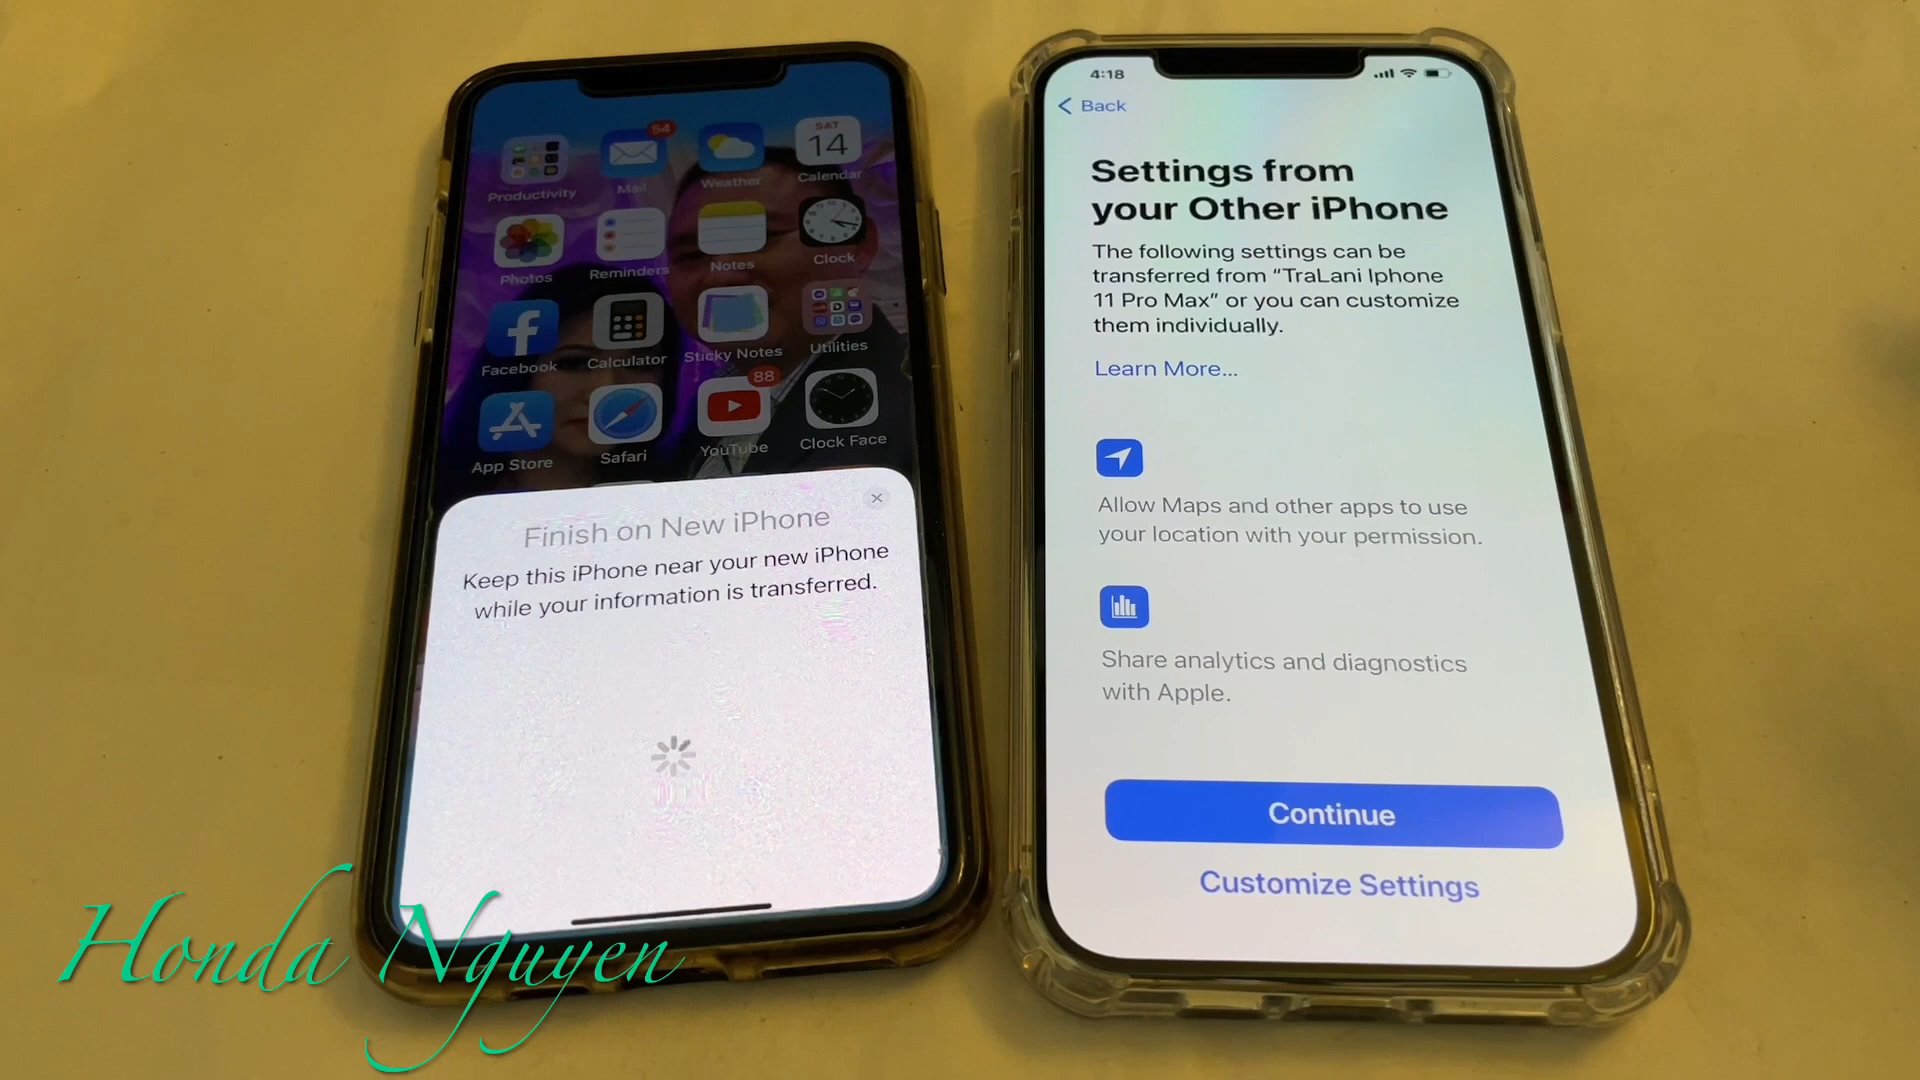 54
SAT
14
Productivity
Mail
Weather
Calendar
Photos
Reminders
Notes
Clock
Facebook
Calculator
Sticky Notes
Utilities
88
App Store
Safari
YouTube
Clock Face
Finish on New iPhone
Keep this iPhone near your new iPhone
while your information is transferred.
4:18
Back
Settings from
your Other iPhone
The following settings can be
transferred from “TraLani Iphone
11 Pro Max” or you can customize
them individually.
Learn More...
Allow Maps and other apps to use
your location with your permission.
Share analytics and diagnostics
with Apple.
Continue
Customize Settings
Honda Nguyen